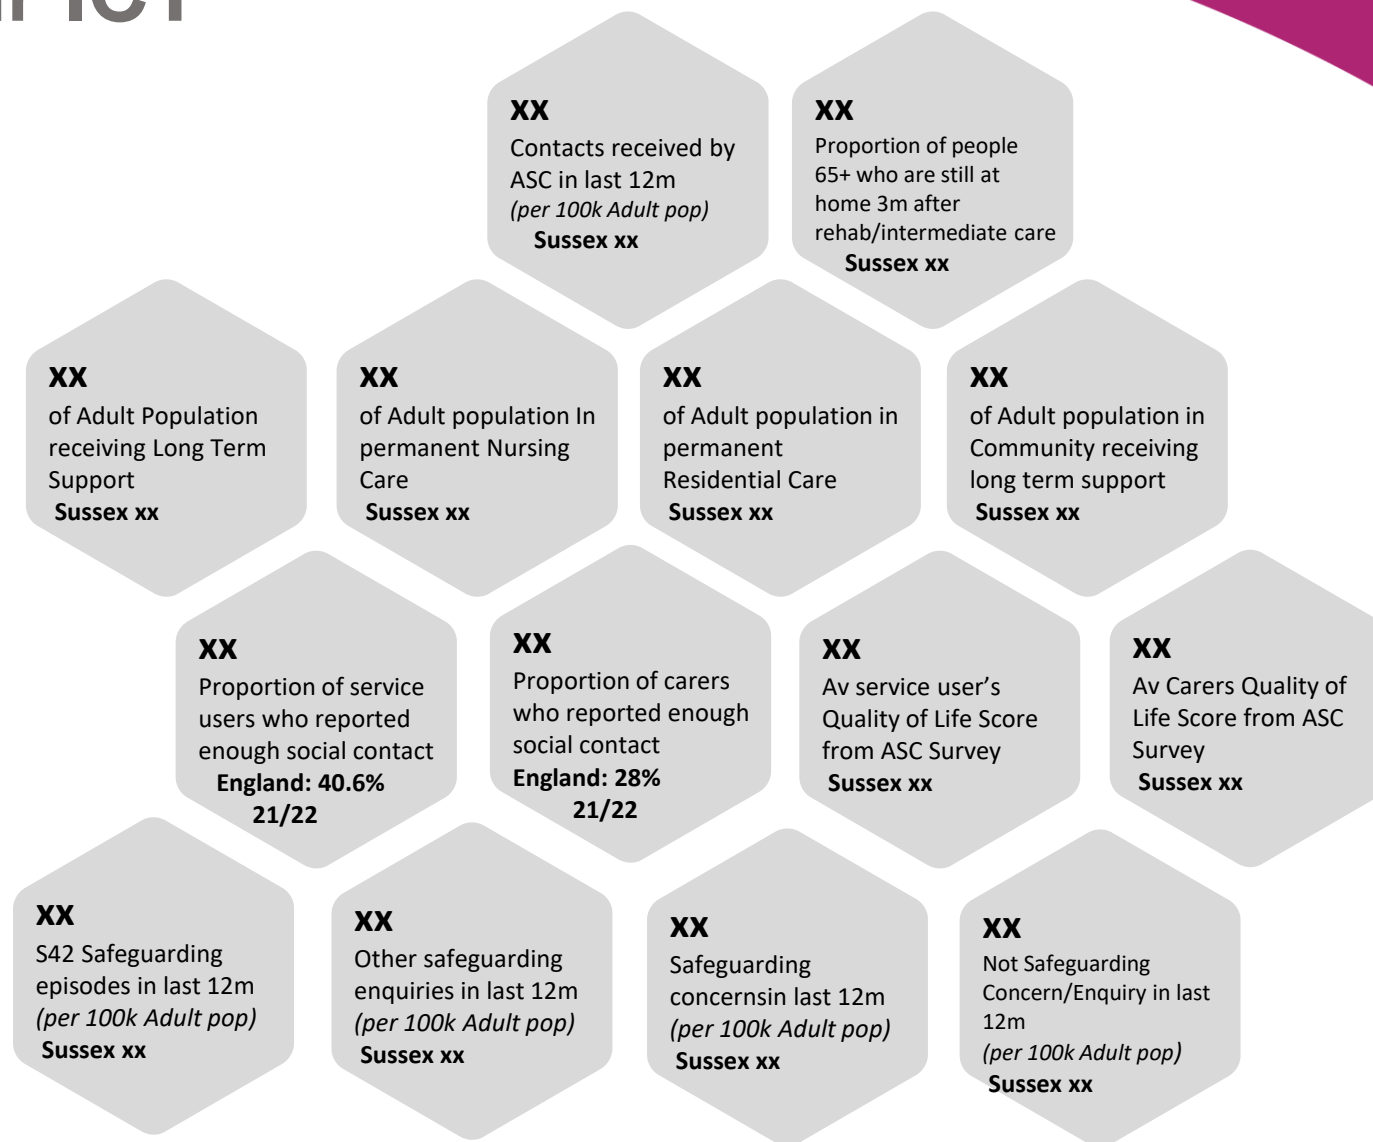 XX
Contacts received by
ASC in last 12m
(per 100k Adult pop)
Sussex xx
XX
Proportion of people
65+ who are still at
home 3m after
rehab/intermediate care
Sussex xx
XX
of Adult Population
receiving Long Term
Support
Sussex xx
XX
of Adult population In
permanent Nursing
Care
Sussex xx
XX
of Adult population in
permanent
Residential Care
Sussex xx
XX
of Adult population in
Community receiving
long term support
Sussex xx
XX
Proportion of service
users who reported
enough social contact
England: 40.6%
21/22
XX
Proportion of carers
who reported enough
social contact
England: 28%
21/22
XX
Av service user’s
Quality of Life Score
from ASC Survey
Sussex xx
XX
Av Carers Quality of
Life Score from ASC
Survey
Sussex xx
XX
S42 Safeguarding
episodes in last 12m
(per 100k Adult pop)
Sussex xx
XX
Other safeguarding
enquiries in last 12m
(per 100k Adult pop)
Sussex xx
XX
Safeguarding
concernsin last 12m
(per 100k Adult pop)
Sussex xx
XX
Not Safeguarding
Concern/Enquiry in last
12m
(per 100k Adult pop)
Sussex xx